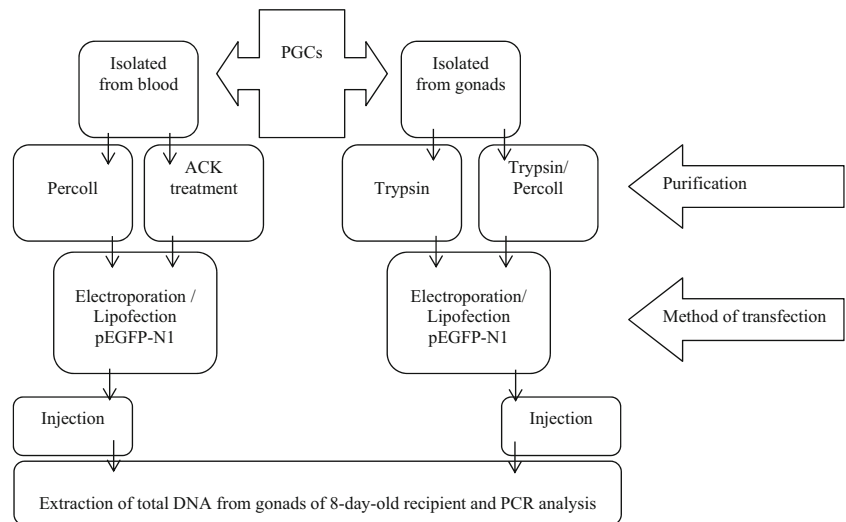 PGCs
Isolated
from blood
Isolated
from gonads
Percoll
ACK
treatment
Trypsin
Trypsin/
Percoll
Purification
Electroporation /
Lipofection
pEGFP-N1
Electroporation/
Lipofection
pEGFP-N1
Method of transfection
Injection
Injection
Extraction of total DNA from gonads of 8-day-old recipient and PCR analysis